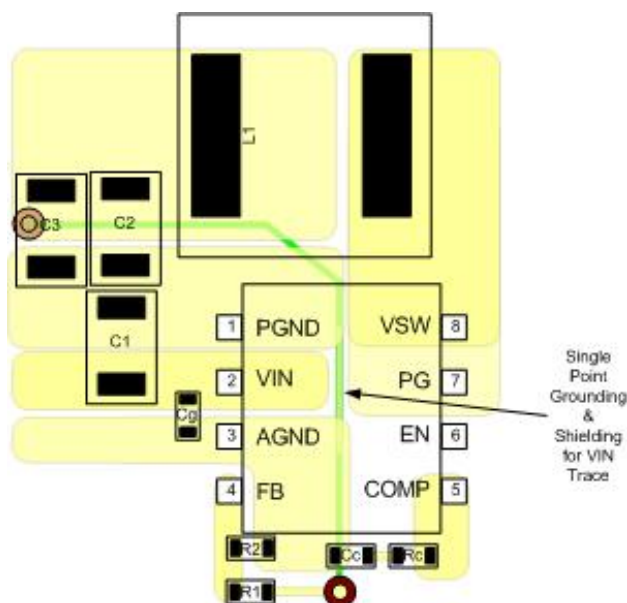 L1
C3
C2
C1
Cg
1 PGND VSW 8
2 VIN PG 7
3 AGND EN 6
4 FB COMP 5
R2
Cc
Rc
R1
Single
Point
Grounding
&
Shielding
for VIN
Trace